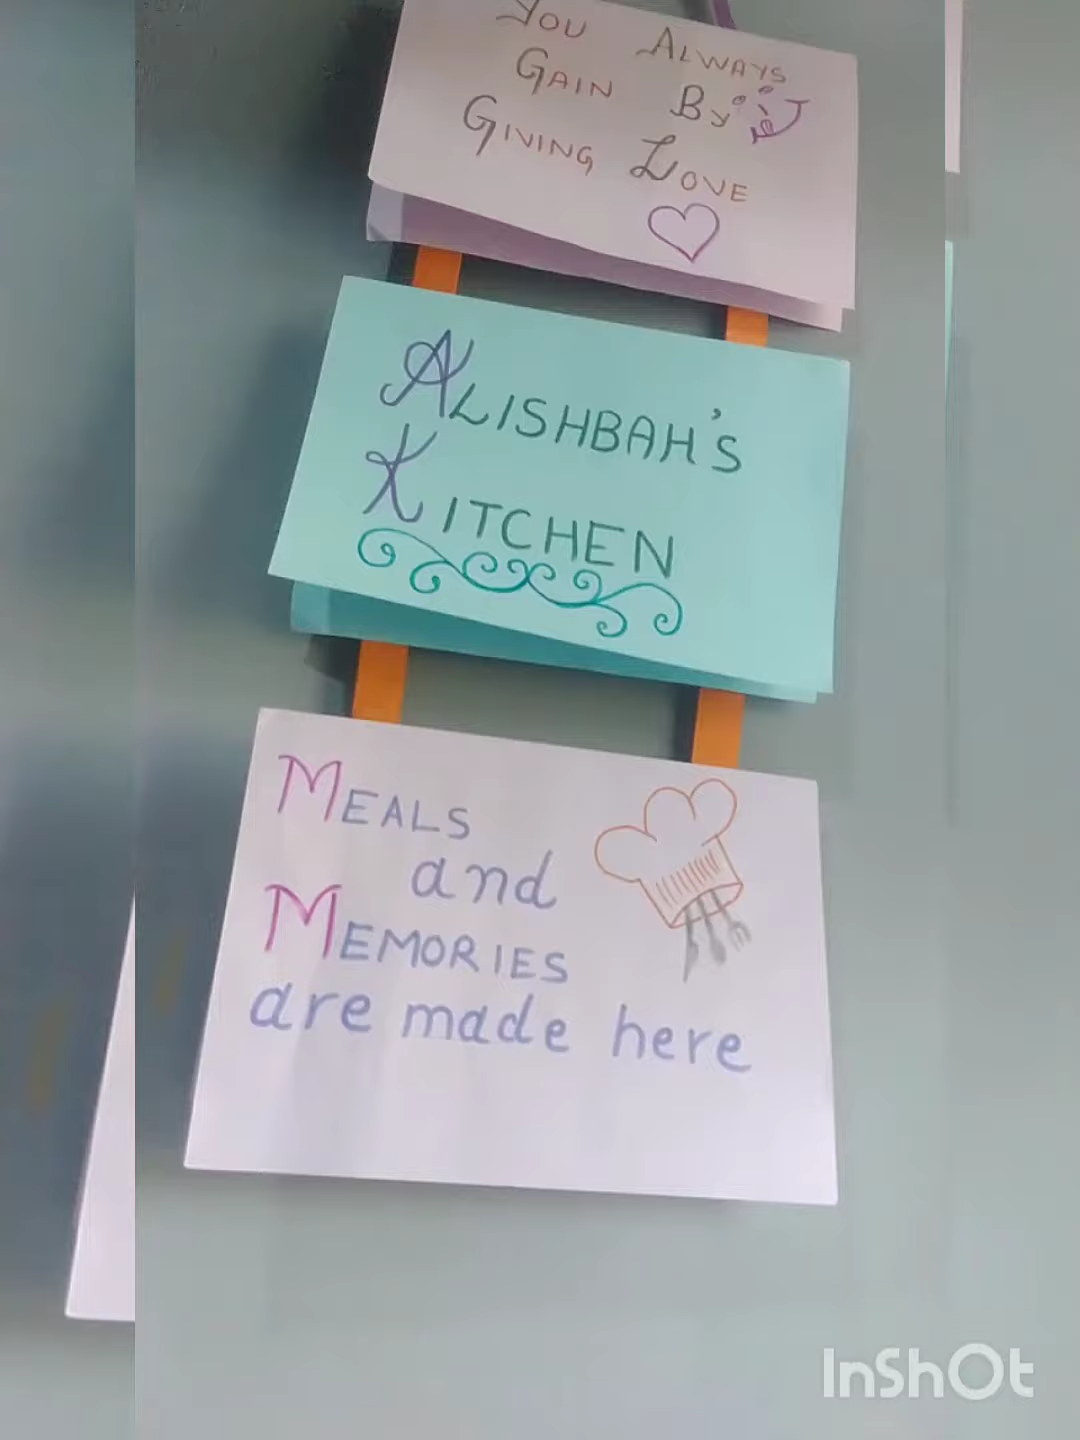 You Always
Gain By
Giving Love
Alishbah's
Kitchen
Meals
and
Memories
are made here
InShOt